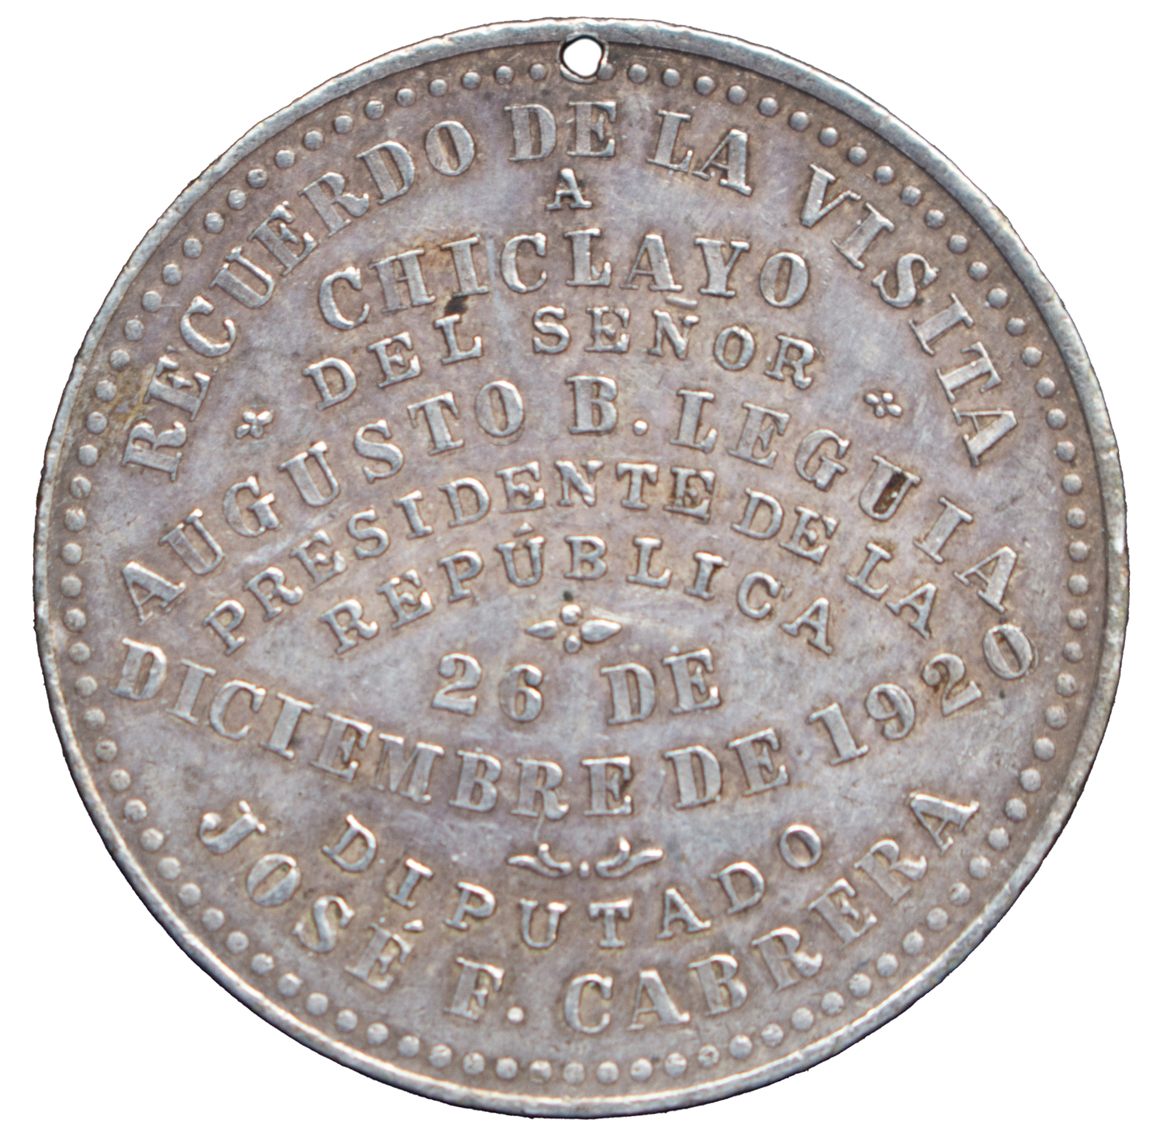 RECUERDO DE LA VISITA
A
CHICLAYO
DEL SEÑOR
AUGUSTO B. LEGUIA
PRESIDENTE DE LA
REPÚBLICA
26 DE
DICIEMBRE DE 1920
DIPUTADO
JOSÉ F. CABRERA